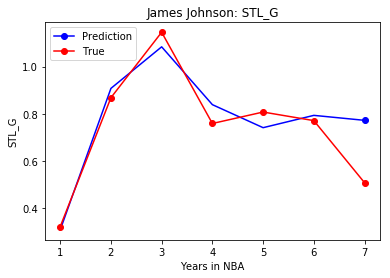 James Johnson: STL_G
Prediction
True
STL_G
1.0
0.8
0.6
0.4
1 2 3 4 5 6 7
Years in NBA